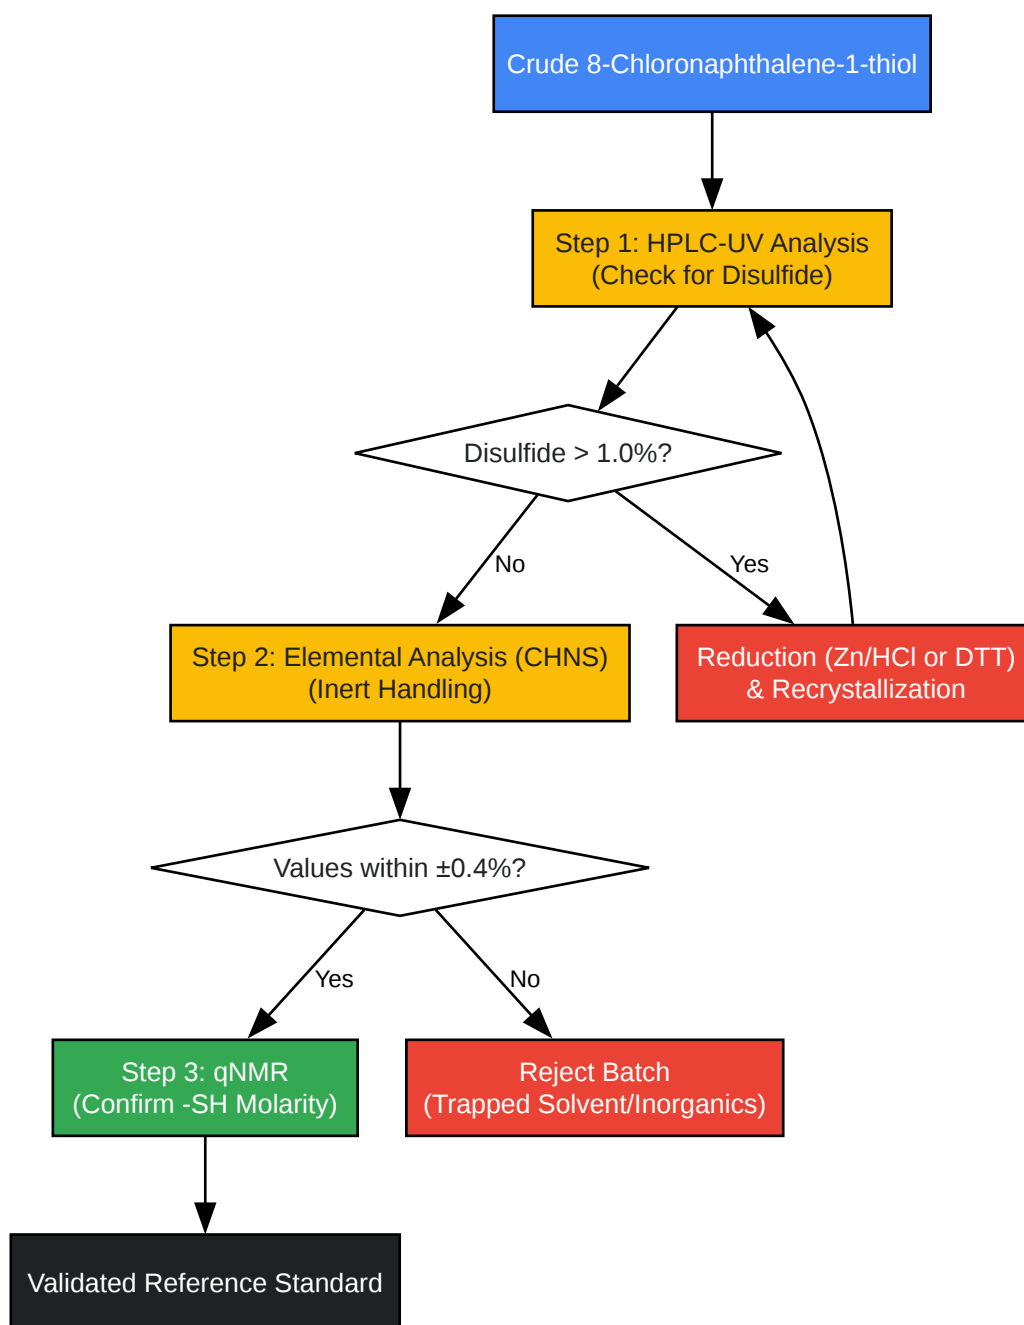 Crude 8-Chloronaphthalene-1-thiol
Step 1: HPLC-UV Analysis
(Check for Disulfide)
Disulfide > 1.0%?
No
Yes
Step 2: Elemental Analysis (CHNS)
(Inert Handling)
Reduction (Zn/HCl or DTT)
& Recrystallization
Values within ±0.4%?
Yes
No
Step 3: qNMR
(Confirm -SH Molarity)
Reject Batch
(Trapped Solvent/Inorganics)
Validated Reference Standard